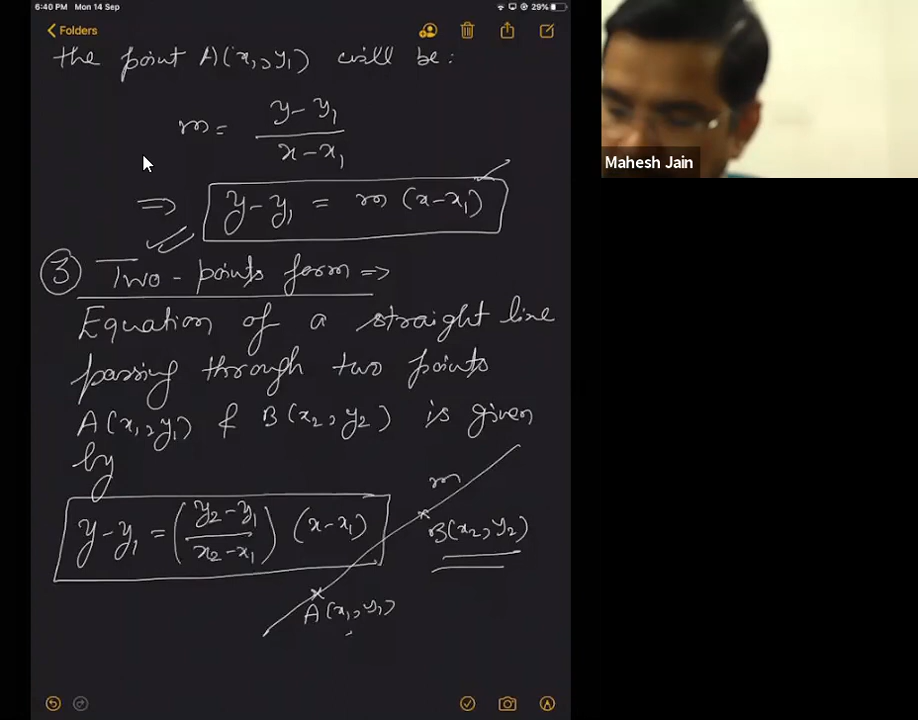 6:40 PM Mon 14 Sep
29%
Folders
the point A(x₁, y₁) will be:
m = (y - y₁)/(x - x₁)
⇒ y - y₁ = m (x - x₁)
③ Two - points form ⇒
Equation of a straight line
passing through two points
A(x₁, y₁) & B(x₂, y₂) is given
by
m
y - y₁ = ((y₂ - y₁)/(x₂ - x₁)) (x - x₁)
B(x₂, y₂)
A(x₁, y₁)
Mahesh Jain